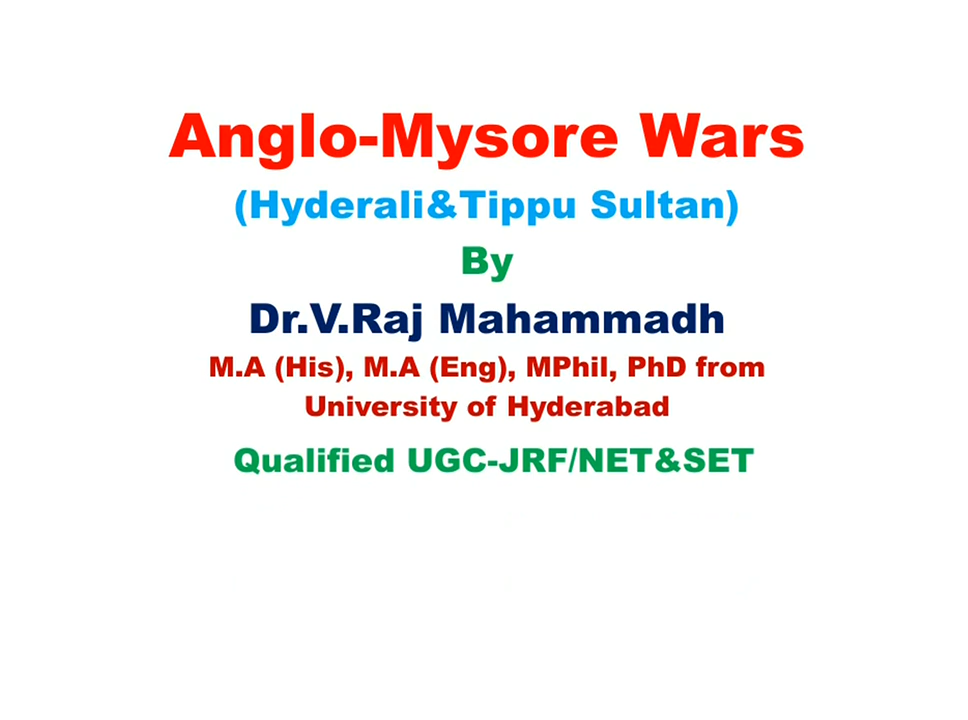 Anglo-Mysore Wars
(Hyderali&Tippu Sultan)
By
Dr.V.Raj Mahammadh
M.A (His), M.A (Eng), MPhil, PhD from
University of Hyderabad
Qualified UGC-JRF/NET&SET